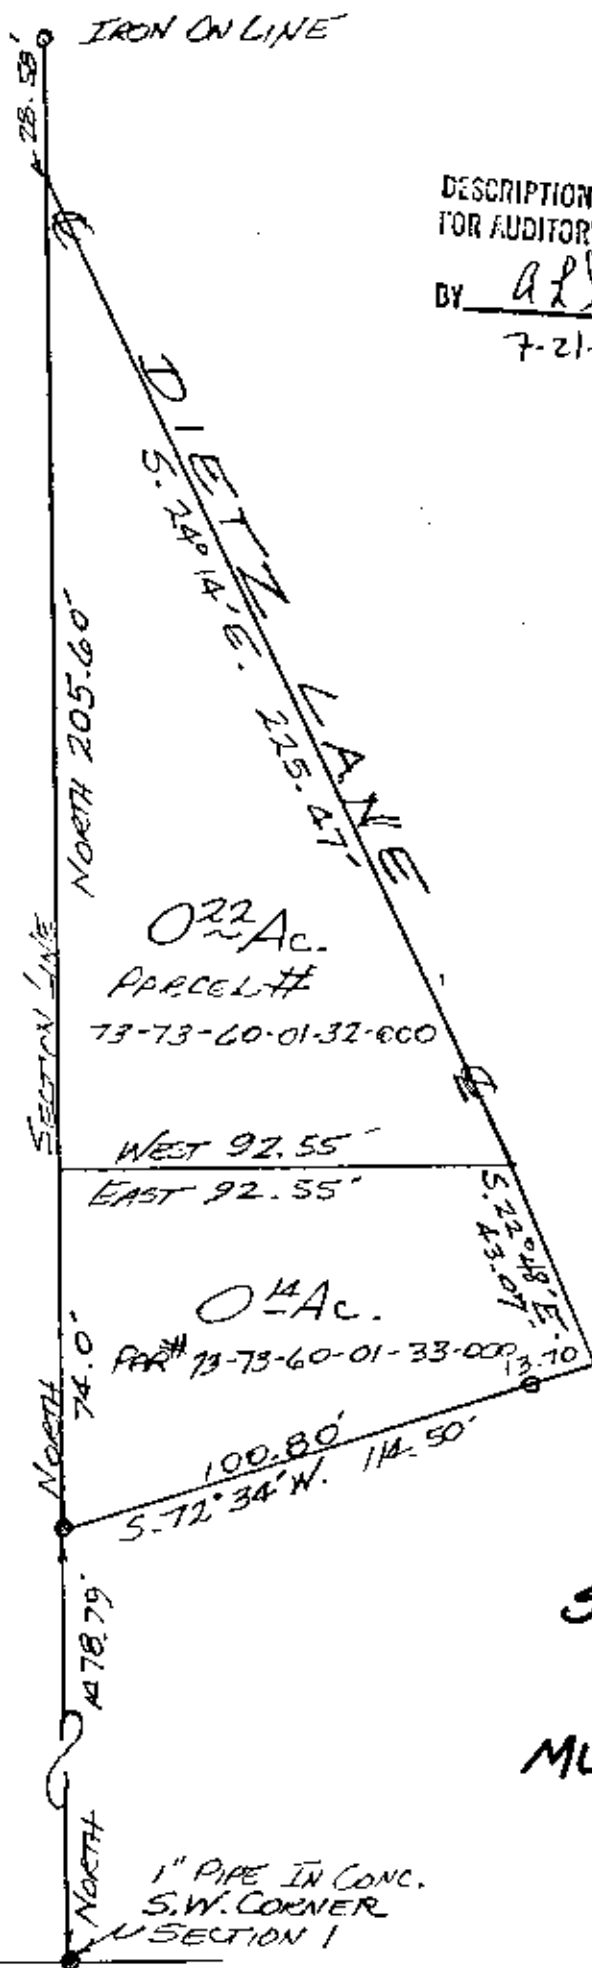 IRON ON LINE
28.58'
DESCRIPTION
FOR AUDITOR
BY
7-21-
DIETZ LANE
S. 24° 14' E. 225.47'
NORTH 205.60'
SECTION LINE
0 22 Ac.
PARCEL #
73-73-60-01-32-000
WEST 92.55'
EAST 92.55'
S. 22° 48' E.
43.07'
0 14 Ac.
PAR# 73-73-60-01-33-000
13.70
NORTH 74.0'
100.80'
S. 72° 34' W. 114.50'
S
1478.79'
MU
NORTH
1" PIPE IN CONC.
S.W. CORNER
SECTION 1